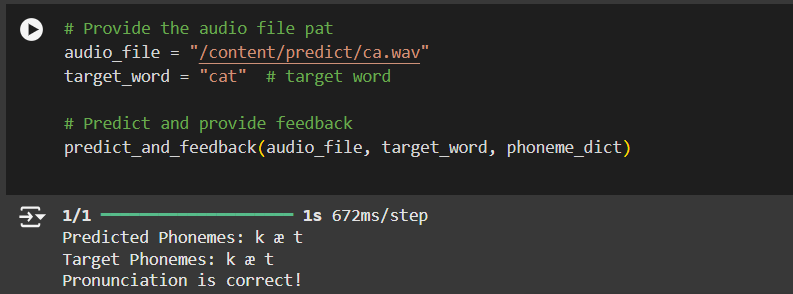 # Provide the audio file pat
audio_file = "/content/predict/ca.wav"
target_word = "cat"  # target word
# Predict and provide feedback
predict_and_feedback(audio_file, target_word, phoneme_dict)
1/1 ━━━━━━━━━━━━━━━━━━━━ 1s 672ms/step
Predicted Phonemes: k æ t
Target Phonemes: k æ t
Pronunciation is correct!